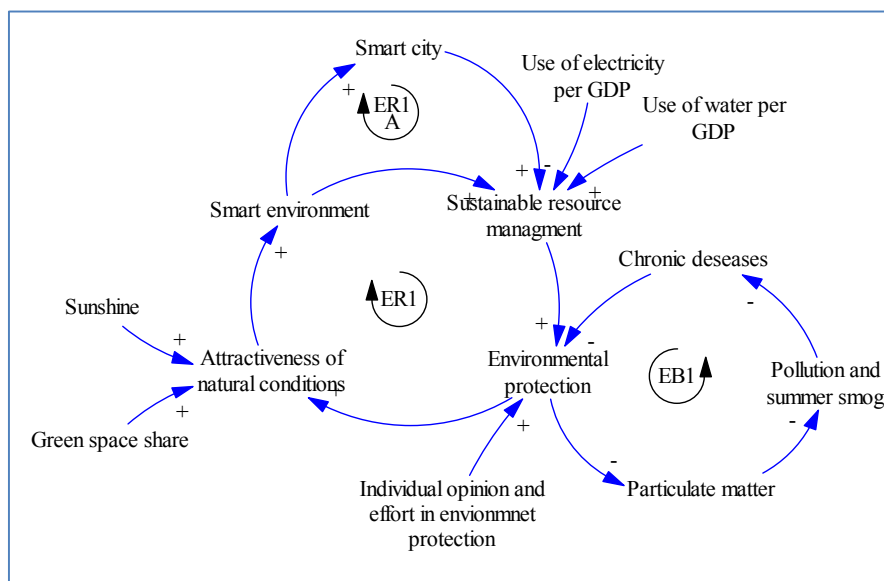 Smart city
Use of electricity
per GDP
Use of water per
GDP
+
ER1
A
+
-
+
+
Smart environment
Sustainable resource
managment
+
Chronic deseases
-
ER1
Sunshine
+
+
-
Attractiveness of
natural conditions
+
Environmental
protection
EB1
Pollution and
summer smog
+
Green space share
+
-
-
Individual opinion and
effort in envionmnet
protection
Particulate matter